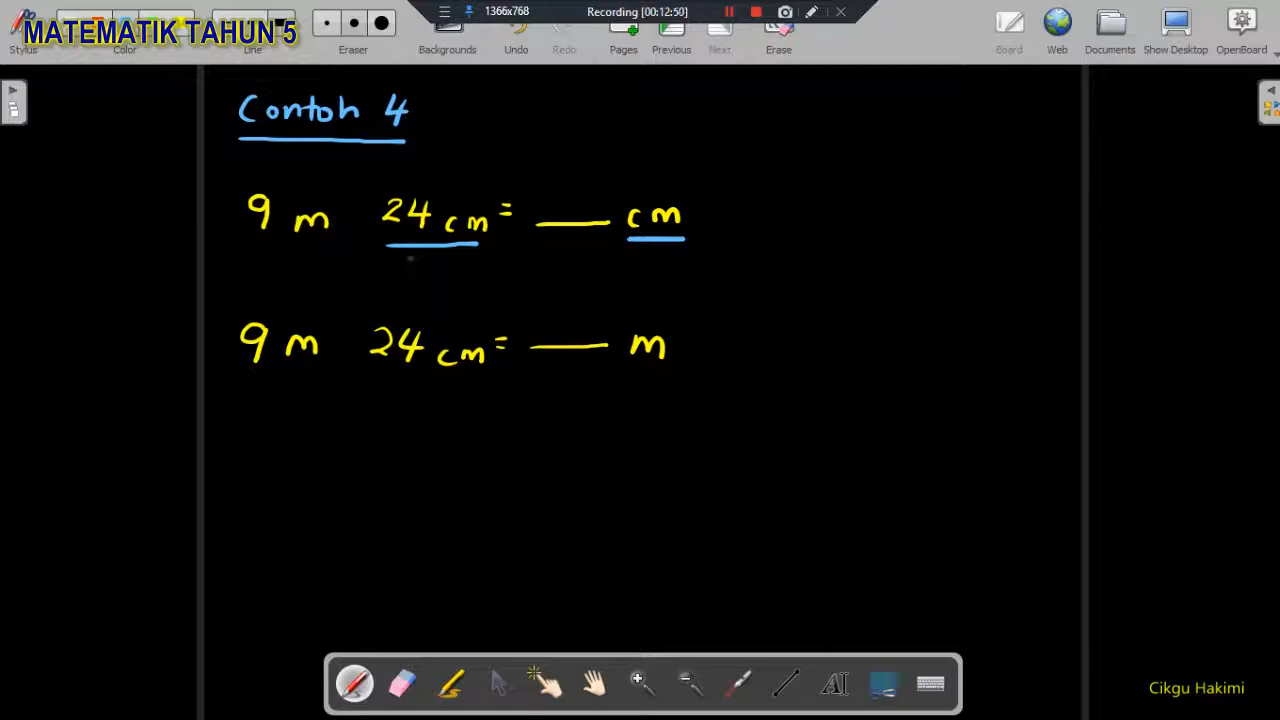 1366x768
Recording [00:12:50]
MATEMATIK TAHUN 5
Stylus Color Line Eraser Backgrounds Undo Redo Pages Previous Next Erase Board Web Documents Show Desktop OpenBoard
Contoh 4
9 m 24 cm = ___ cm
9 m 24 cm = ___ m
AI
Cikgu Hakimi